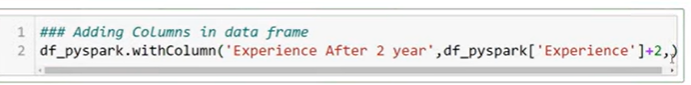 1 ### Adding Columns in data frame
2 df_pyspark.withColumn('Experience After 2 year',df_pyspark['Experience']+2,)